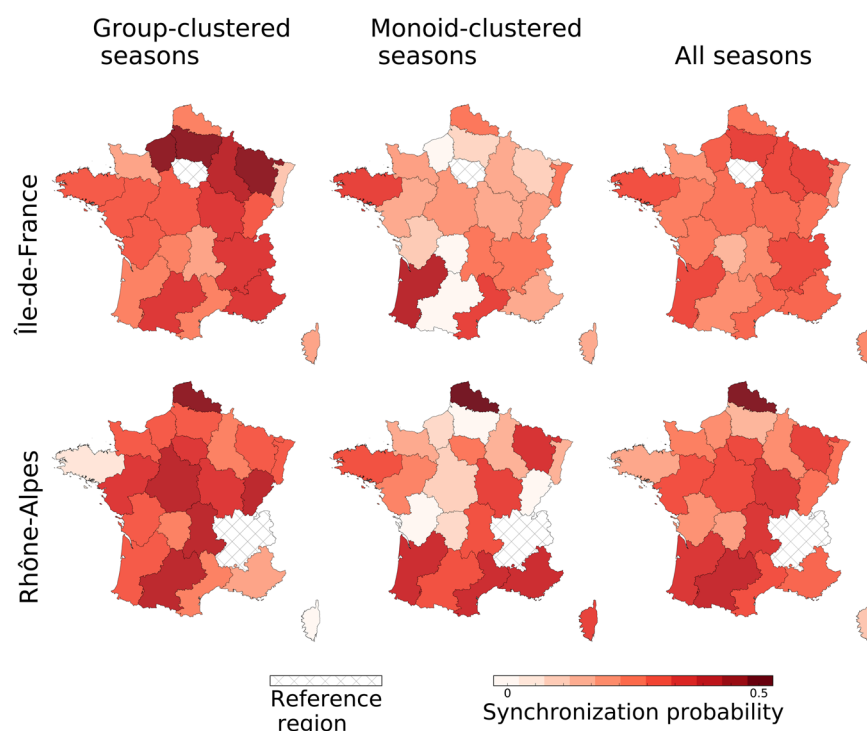 Group-clustered
seasons
Monoid-clustered
seasons
All seasons
Île-de-France
Rhône-Alpes
Reference
region
0
0.5
Synchronization probability